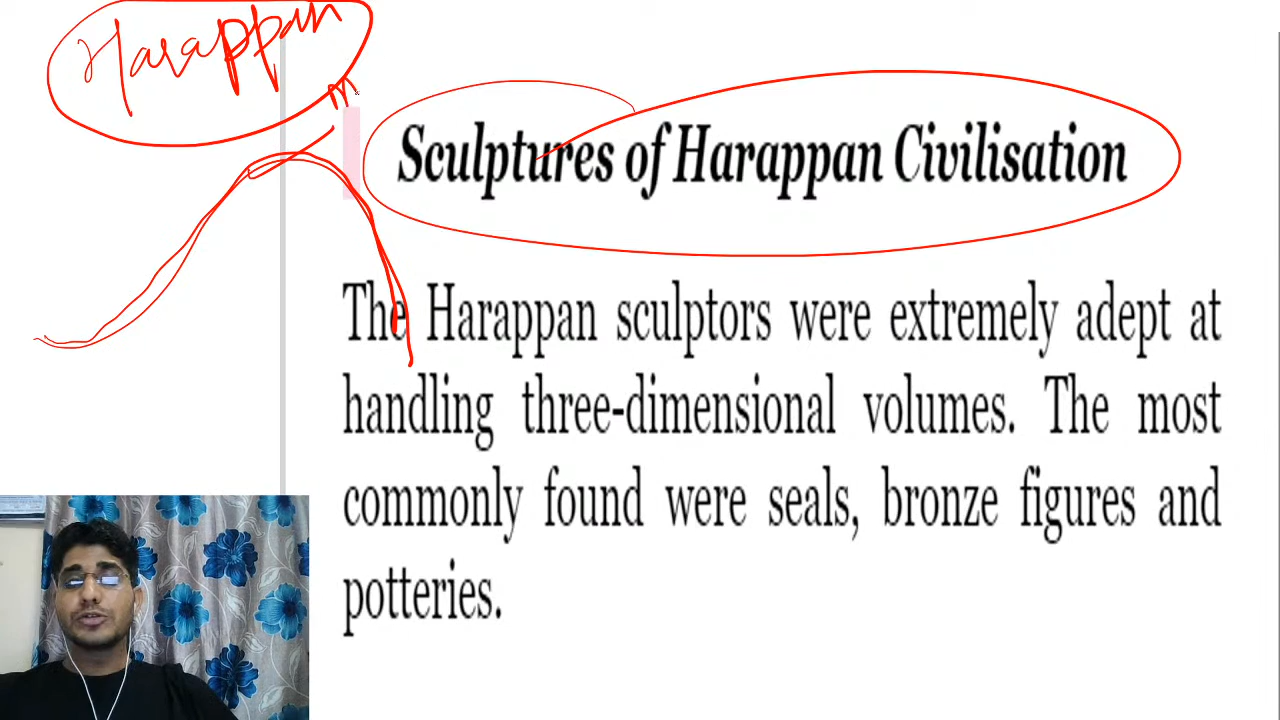 Harappan
Sculptures of Harappan Civilisation
The Harappan sculptors were extremely adept at
handling three-dimensional volumes. The most
commonly found were seals, bronze figures and
potteries.